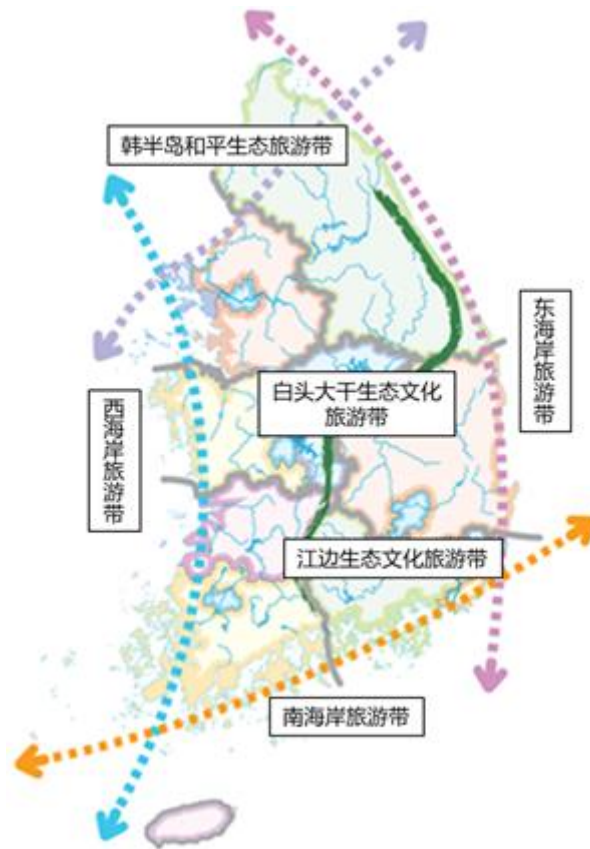 韩半岛和平生态旅游带
东海岸旅游带
白头大干生态文化
旅游带
西海岸旅游带
江边生态文化旅游带
南海岸旅游带